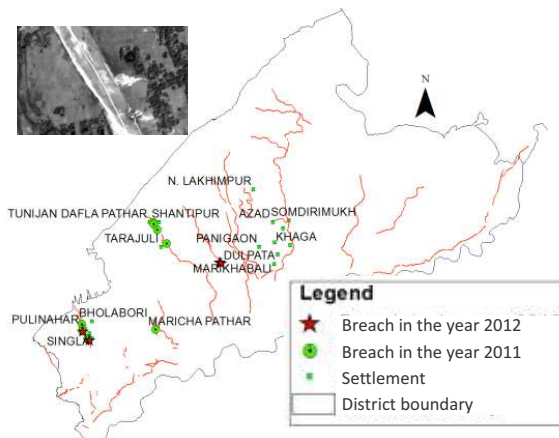 N
N. LAKHIMPUR
TUNIJAN DAFLA PATHAR SHANTIPUR
AZAD SOMDIRIMUKH
TARAJULI
PANIGAON
KHAGA
DULPATA
MARIKHABALI
BHOLABORI
PULINAHAR
MARICHA PATHAR
SINGLA
Legend
Breach in the year 2012
Breach in the year 2011
Settlement
District boundary